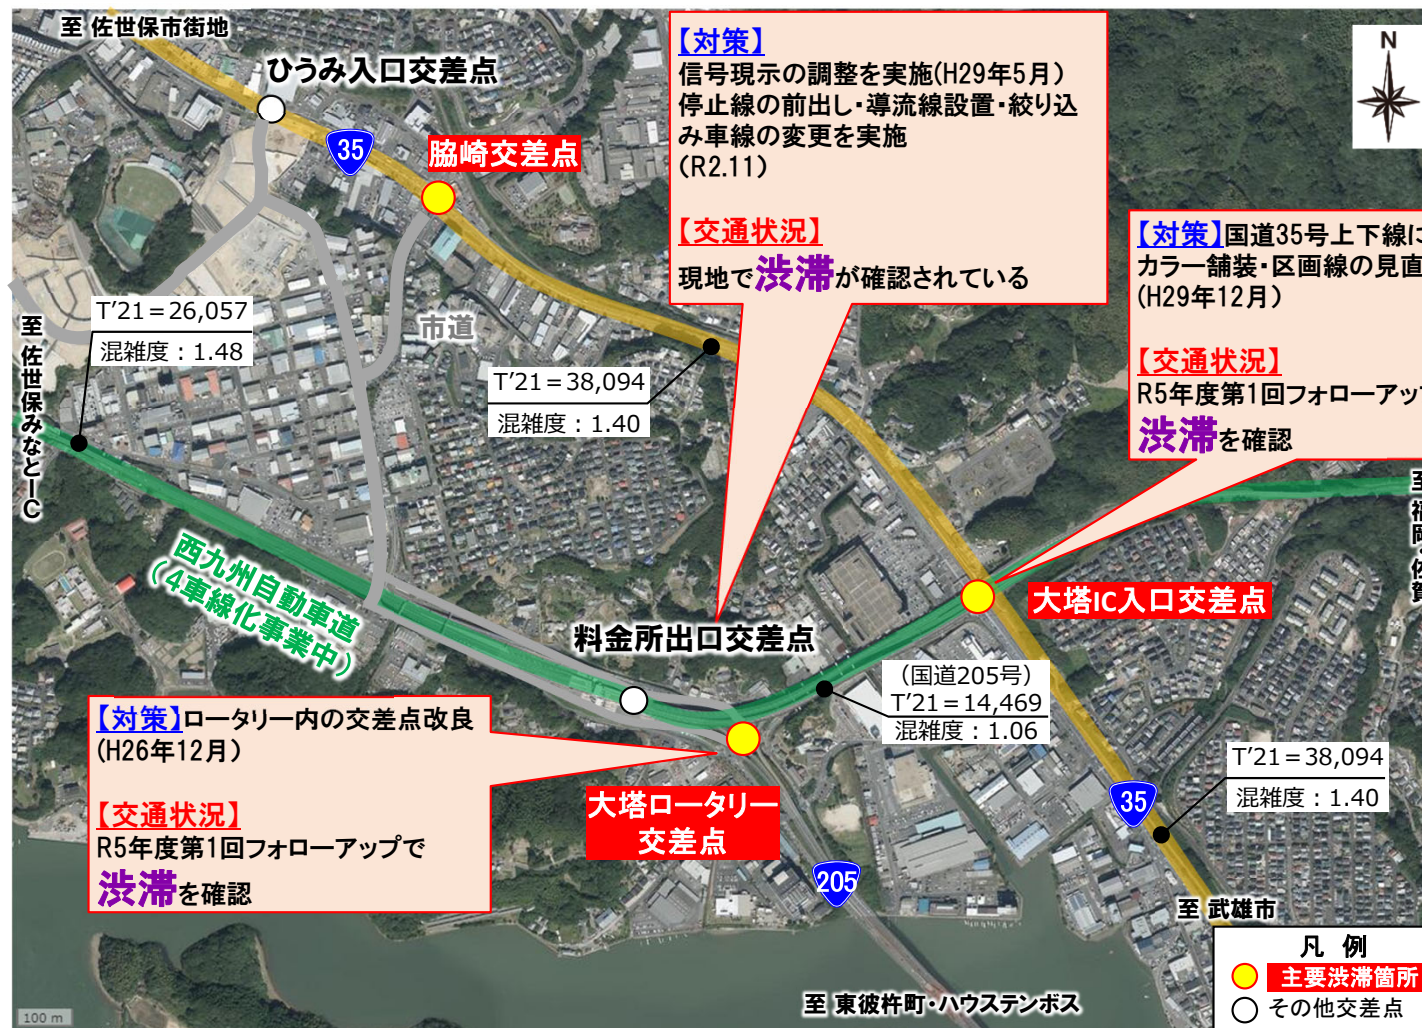 至 佐世保市街地
ひうみ入口交差点
35
脇崎交差点
【対策】
信号現示の調整を実施(H29年5月)
停止線の前出し・導流線設置・絞り込
み車線の変更を実施
(R2.11)
【交通状況】
現地で渋滞が確認されている
N
【対策】国道35号上下線に
カラー舗装・区画線の見直
(H29年12月)
【交通状況】
R5年度第1回フォローアップ
渋滞を確認
至 佐世保みなとIC
T'21=26,057
混雑度：1.48
市道
T'21=38,094
混雑度：1.40
至 福岡・佐賀
西九州自動車道
(4車線化事業中)
料金所出口交差点
大塔IC入口交差点
(国道205号)
T'21=14,469
混雑度：1.06
【対策】ロータリー内の交差点改良
(H26年12月)
【交通状況】
R5年度第1回フォローアップで
渋滞を確認
大塔ロータリー
交差点
205
T'21=38,094
混雑度：1.40
35
至 武雄市
至 東彼杵町・ハウステンボス
凡 例
主要渋滞箇所
その他交差点
100 m